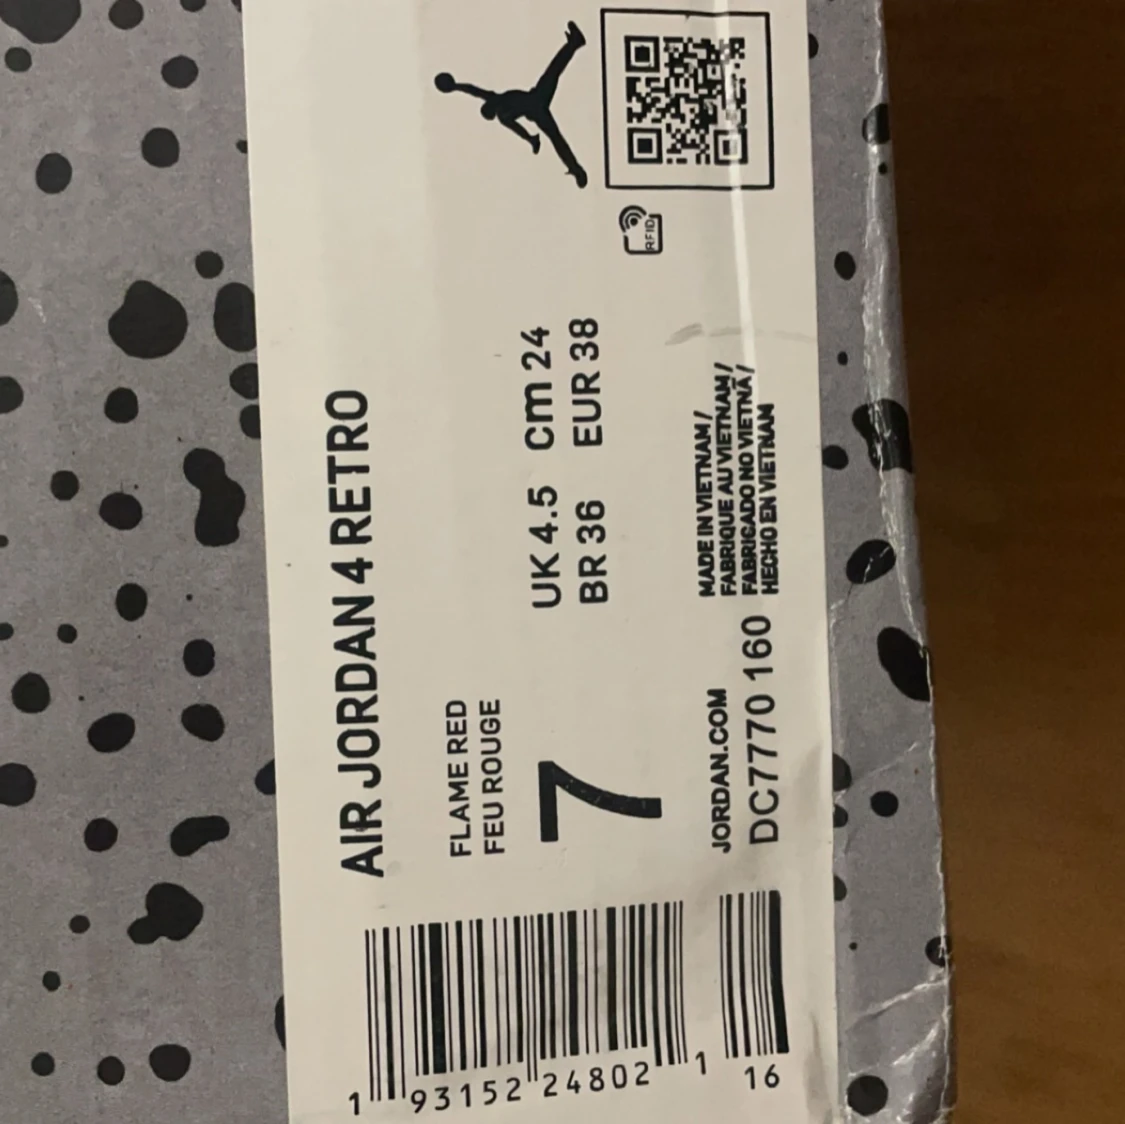 AIR JORDAN 4 RETRO
FLAME RED
FEU ROUGE
7
UK 4.5 Cm 24
BR 36 EUR 38
RFID
JORDAN.COM
DC7770 160
MADE IN VIETNAM/
FABRIQUE AU VIETNAM/
FABRICADO NO VIETNÃ/
HECHO EN VIETNAM
1 93152 24802 1
16